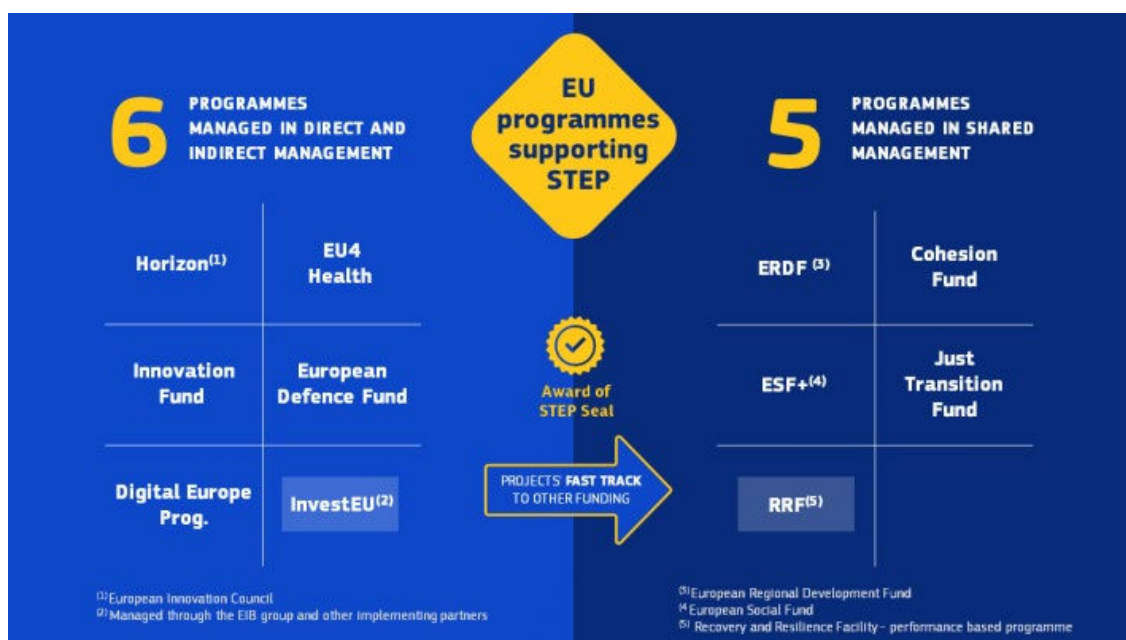 6
PROGRAMMES
MANAGED IN DIRECT AND
INDIRECT MANAGEMENT
EU
programmes
supporting
STEP
5
PROGRAMMES
MANAGED IN SHARED
MANAGEMENT
Horizon(1)
EU4
Health
Innovation
Fund
European
Defence Fund
Digital Europe
Prog.
InvestEU(2)
Award of
STEP Seal
PROJECTS' FAST TRACK
TO OTHER FUNDING
ERDF (3)
Cohesion
Fund
ESF+(4)
Just
Transition
Fund
RRF(5)
(1)European Innovation Council
(2)Managed through the EIB group and other implementing partners
(3)European Regional Development Fund
(4European Social Fund
(5) Recovery and Resilience Facility– performance based programme